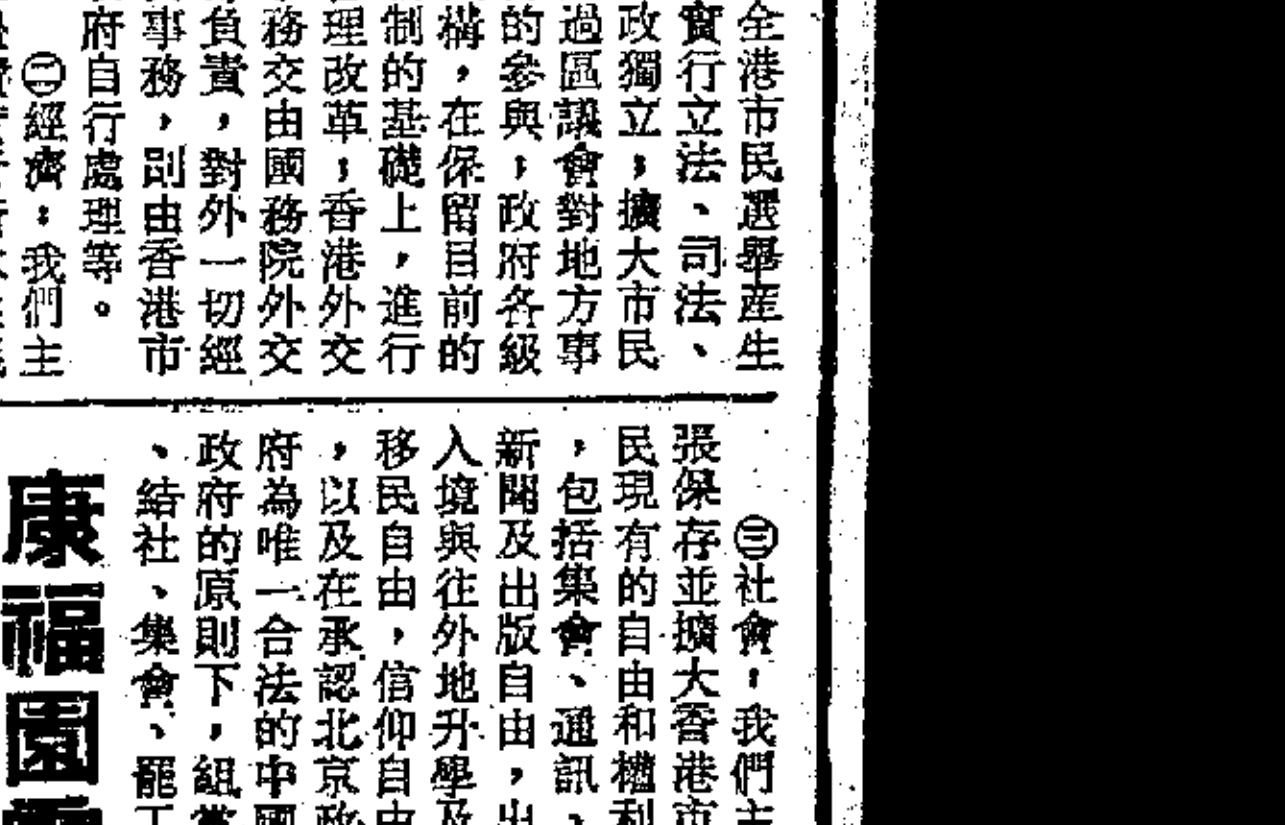 全港市民選舉產生
實行立法、司法、
政獨立；擴大市民
過區議會對地方事
的參與；政府各級
構，在保留目前的
制的基礎上，進行
理改革；香港外交
務交由國務院外交
負責，對外一切經
事務，則由香港市
府自行處理等。
㊁經濟：我們主
㊂社會：我們主
張保存並擴大香港市
民現有的自由和權利
，包括集會、通訊、
新聞及出版自由，出
入境與往外地升學及
移民自由，信仰自由
，以及在承認北京政
府為唯一合法的中國
政府的原則下，組黨
、結社、集會、罷工
康福園